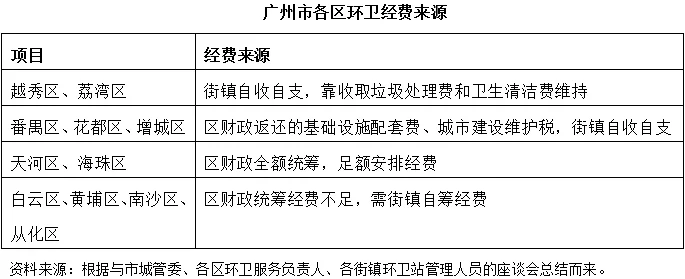 广州市各区环卫经费来源
项目 经费来源
越秀区、荔湾区 街镇自收自支，靠收取垃圾处理费和卫生清洁费维持
番禺区、花都区、增城区 区财政返还的基础设施配套费、城市建设维护税，街镇自收自支
天河区、海珠区 区财政全额统筹，足额安排经费
白云区、黄埔区、南沙区、 区财政统筹经费不足，需街镇自筹经费
从化区
资料来源：根据与市城管委、各区环卫服务负责人、各街镇环卫站管理人员的座谈会总结而来。